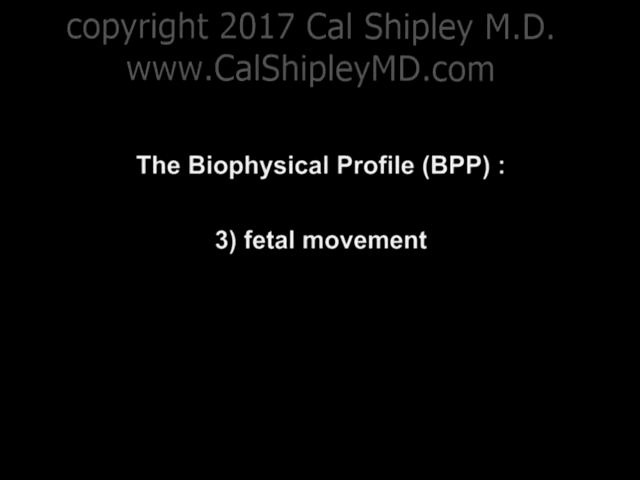 copyright 2017 Cal Shipley M.D.
www.CalShipleyMD.com
The Biophysical Profile (BPP) :
3) fetal movement